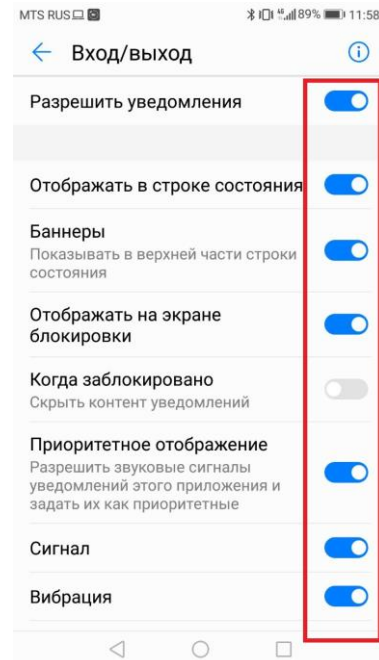 MTS RUS 89% 11:58
Вход/выход
Разрешить уведомления
Отображать в строке состояния
Баннеры
Показывать в верхней части строки
состояния
Отображать на экране
блокировки
Когда заблокировано
Скрыть контент уведомлений
Приоритетное отображение
Разрешить звуковые сигналы
уведомлений этого приложения и
задать их как приоритетные
Сигнал
Вибрация